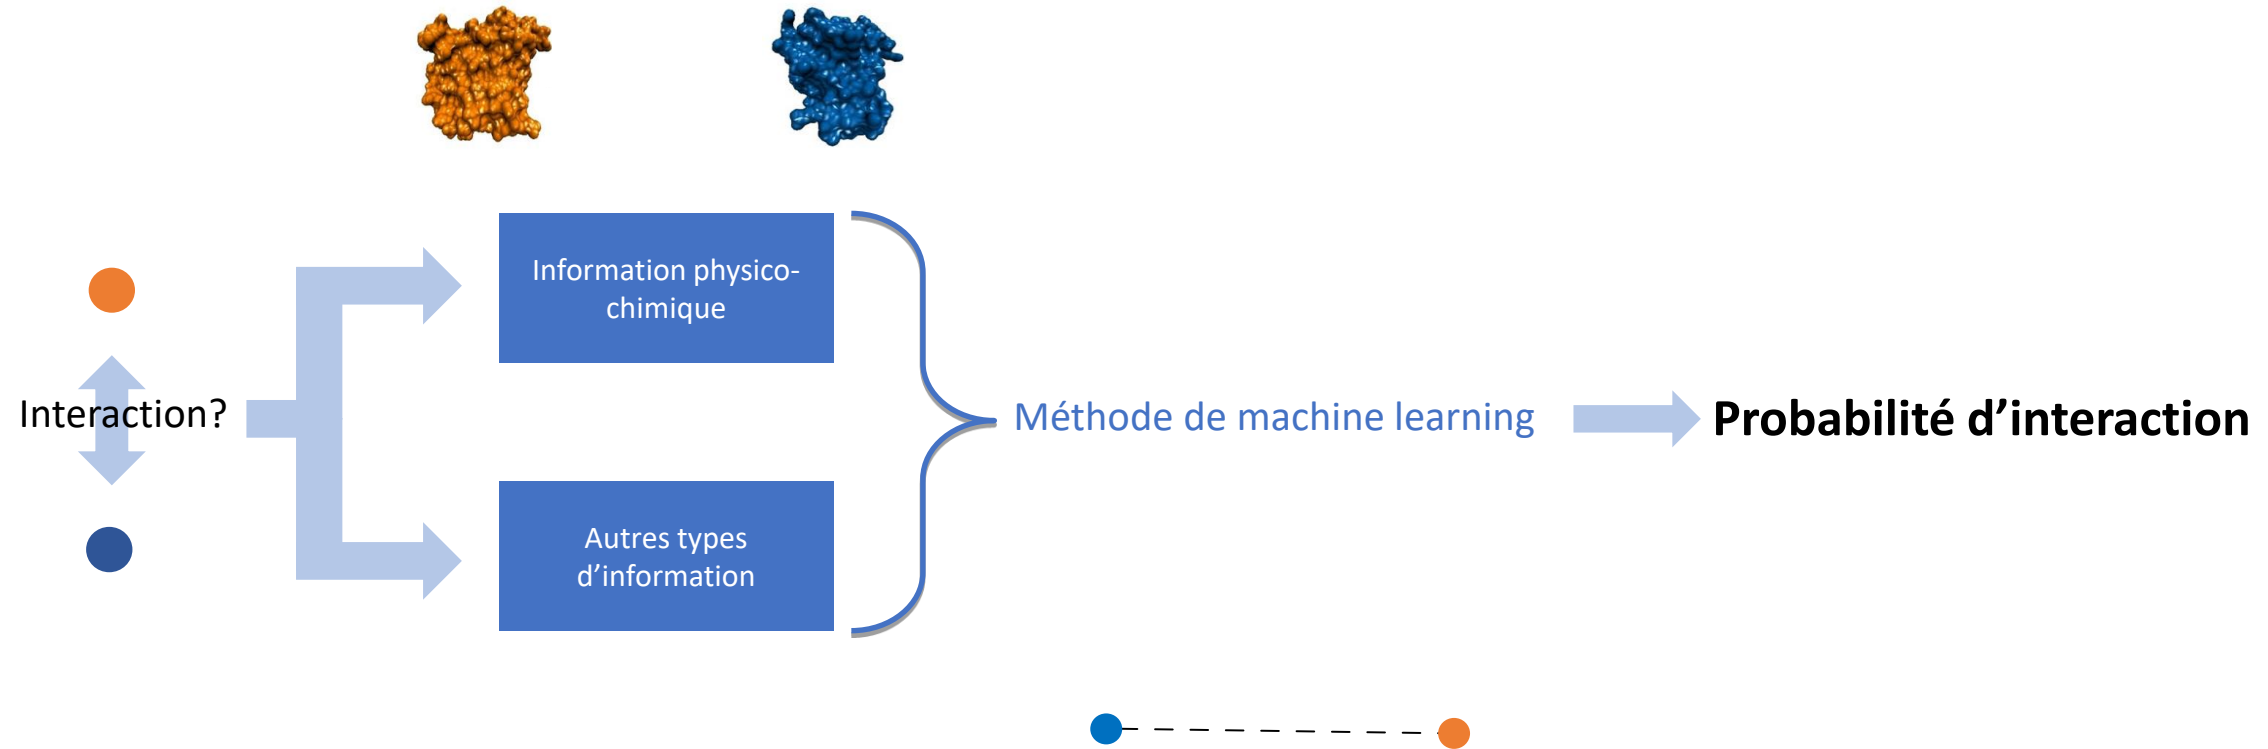 Information physico-
chimique
Interaction?
Méthode de machine learning
Probabilité d’interaction
Autres types
d’information